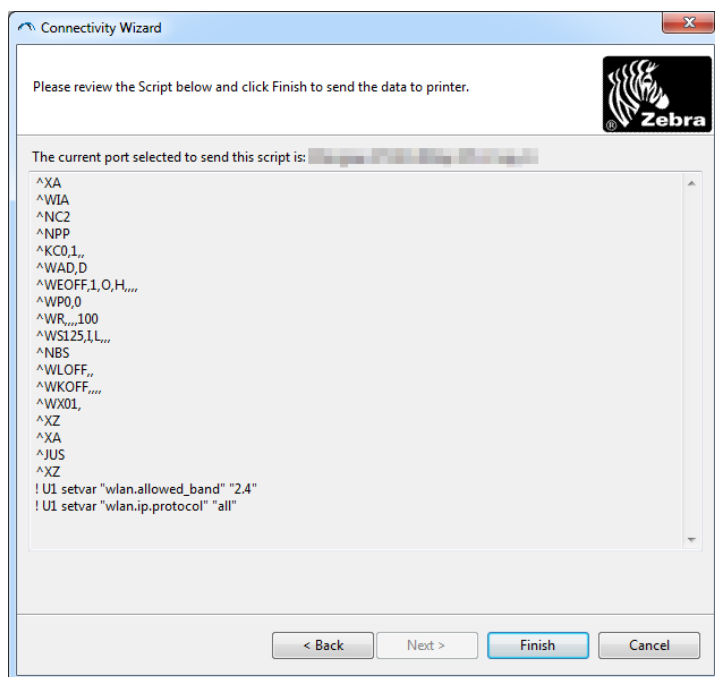 Connectivity Wizard
Please review the Script below and click Finish to send the data to printer.
® Zebra
The current port selected to send this script is:
^XA
^WIA
^NC2
^NPP
^KC0,1,,
^WAD,D
^WEOFF,1,O,H,,,,
^WP0,0
^WR,,,,100
^WS125,I,L,,,
^NBS
^WLOFF,,
^WKOFF,,,,
^WX01,
^XZ
^XA
^JUS
^XZ
! U1 setvar "wlan.allowed_band" "2.4"
! U1 setvar "wlan.ip.protocol" "all"
< Back Next > Finish Cancel